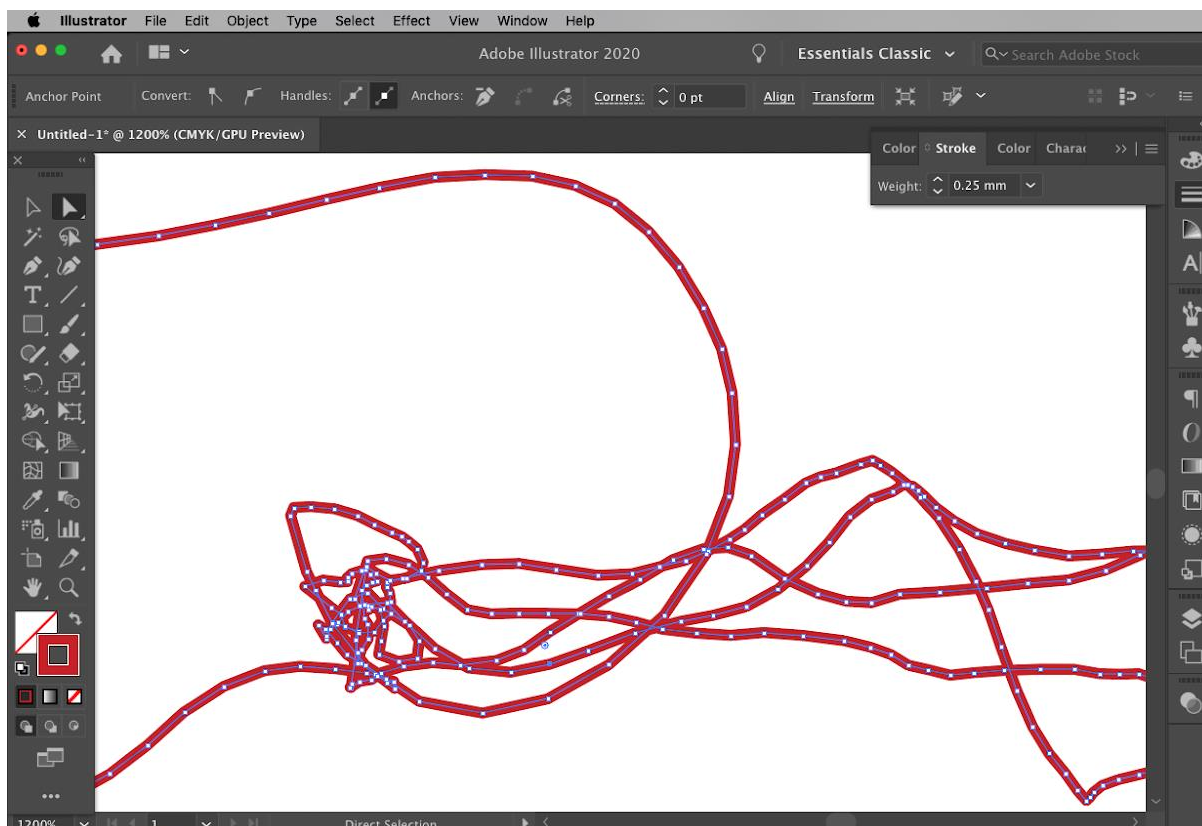 Illustrator File Edit Object Type Select Effect View Window Help
Adobe Illustrator 2020 Essentials Classic Search Adobe Stock
Anchor Point Convert: Handles: Anchors: Corners: 0 pt Align Transform
× Untitled-1* @ 1200% (CMYK/GPU Preview)
Color Stroke Color Charac
Weight: 0.25 mm
1200% 1 Direct Selection